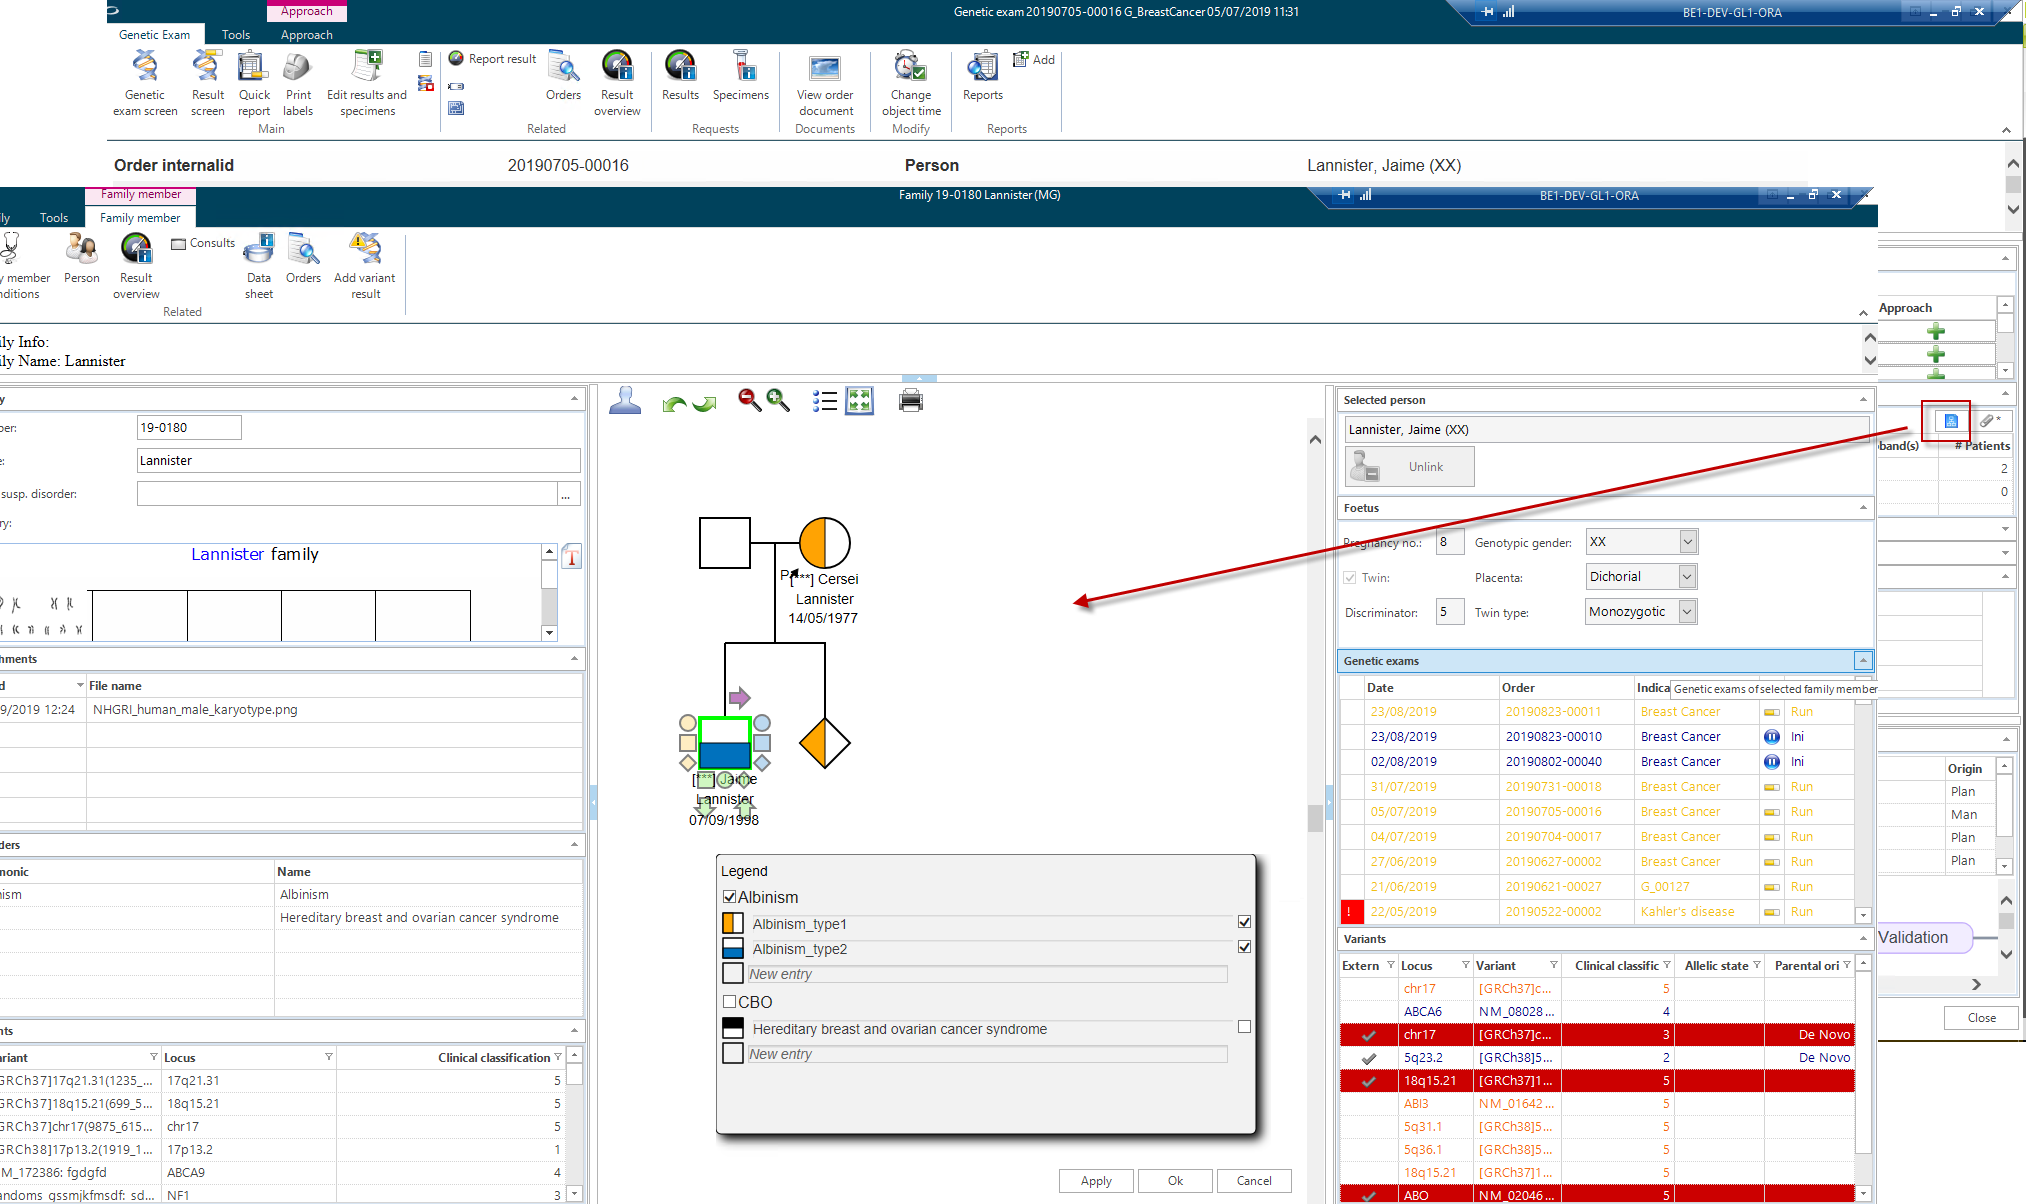 Approach
Genetic exam 20190705-00016 G_BreastCancer 05/07/2019 11:31
BE1-DEV-GL1-ORA
Genetic Exam
Tools
Approach
Genetic exam screen
Result screen
Quick report
Print labels
Edit results and specimens
Main
Report result
Orders
Result overview
Related
Results
Specimens
Requests
View order document
Documents
Change object time
Modify
Reports
Add
Reports
Order internalid
20190705-00016
Person
Lannister, Jaime (XX)
Family member
Family 19-0180 Lannister (MG)
BE1-DEV-GL1-ORA
ly
Tools
Family member
y member
nditions
Person
Result overview
Consults
Data sheet
Orders
Add variant result
Related
ily Info:
ily Name: Lannister
y
ber:
19-0180
e:
Lannister
susp. disorder:
...
ry:
Lannister family
hments
d
File name
9/2019 12:24
NHGRI_human_male_karyotype.png
ders
nonic
Name
nism
Albinism
Hereditary breast and ovarian cancer syndrome
nts
riant
Locus
Clinical classification
GRCh37]17q21.31(1235_...
17q21.31
5
GRCh37]18q15.21(699_5...
18q15.21
5
GRCh37]chr17(9875_615...
chr17
5
GRCh38]17p13.2(1919_1...
17p13.2
1
M_172386: fgdgfd
ABCA9
4
andoms gssmjkfmsdf: sd...
NF1
3
P
[***] Cersei
Lannister
14/05/1977
[***] Jaime
Lannister
07/09/1998
Legend
Albinism
Albinism_type1
Albinism_type2
New entry
CBO
Hereditary breast and ovarian cancer syndrome
New entry
Apply
Ok
Cancel
Selected person
Lannister, Jaime (XX)
Unlink
Foetus
Pregnancy no.:
8
Genotypic gender:
XX
Twin:
Placenta:
Dichorial
Discriminator:
5
Twin type:
Monozygotic
Genetic exams
Date
Order
Indica
Genetic exams of selected family member
23/08/2019 20190823-00011 Breast Cancer Run
23/08/2019 20190823-00010 Breast Cancer Ini
02/08/2019 20190802-00040 Breast Cancer Ini
31/07/2019 20190731-00018 Breast Cancer Run
05/07/2019 20190705-00016 Breast Cancer Run
04/07/2019 20190704-00017 Breast Cancer Run
27/06/2019 20190627-00002 Breast Cancer Run
21/06/2019 20190621-00027 G_00127 Run
! 22/05/2019 20190522-00002 Kahler's disease Run
Variants
Extern Locus Variant Clinical classific Allelic state Parental ori
chr17 [GRCh37]c... 5
ABCA6 NM_08028... 4
chr17 [GRCh37]c... 3 De Novo
5q23.2 [GRCh38]5... 2 De Novo
18q15.21 [GRCh37]1... 5
ABI3 NM_01642... 5
5q31.1 [GRCh38]5... 5
5q36.1 [GRCh38]5... 5
18q15.21 [GRCh37]1... 5
ABO NM_02046... 5
Approach
band(s)
# Patients
2
0
Origin
Plan
Man
Plan
Plan
Validation
Close